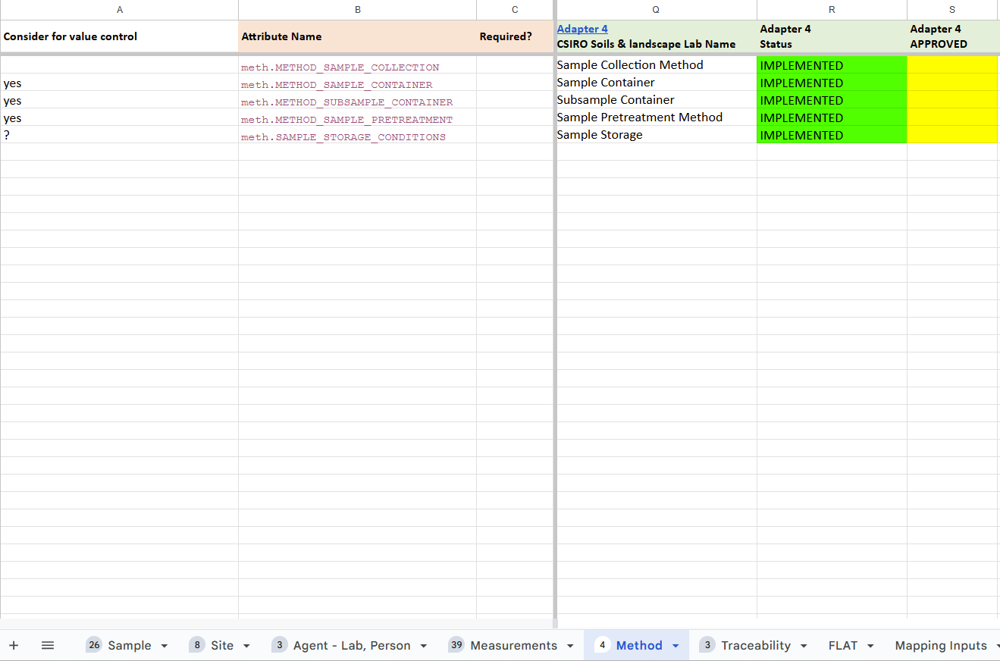 A B C Q R S
Consider for value control Attribute Name Required? Adapter 4 Adapter 4 Adapter 4
CSIRO Soils & landscape Lab Name Status APPROVED
meth.METHOD_SAMPLE_COLLECTION Sample Collection Method IMPLEMENTED
yes meth.METHOD_SAMPLE_CONTAINER Sample Container IMPLEMENTED
yes meth.METHOD_SUBSAMPLE_CONTAINER Subsample Container IMPLEMENTED
yes meth.METHOD_SAMPLE_PRETREATMENT Sample Pretreatment Method IMPLEMENTED
? meth.SAMPLE_STORAGE_CONDITIONS Sample Storage IMPLEMENTED
26 Sample 8 Site 3 Agent - Lab, Person 39 Measurements 4 Method 3 Traceability FLAT Mapping Inputs